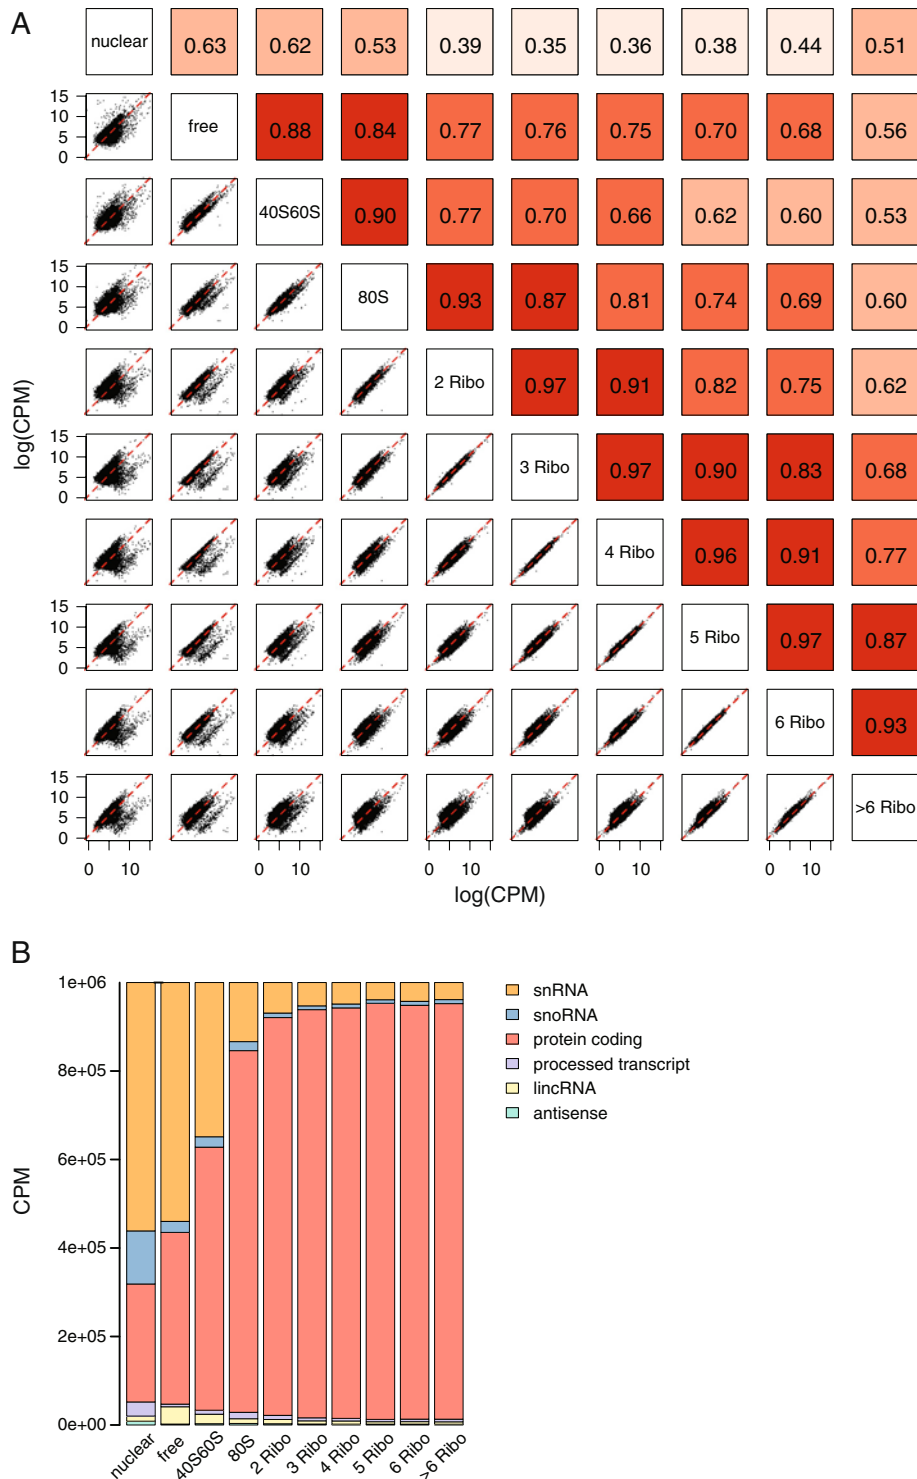 A
nuclear 0.63 0.62 0.53 0.39 0.35 0.36 0.38 0.44 0.51
15
10
5
0
free 0.88 0.84 0.77 0.76 0.75 0.70 0.68 0.56
40S60S 0.90 0.77 0.70 0.66 0.62 0.60 0.53
15
10
5
0
80S 0.93 0.87 0.81 0.74 0.69 0.60
2 Ribo 0.97 0.91 0.82 0.75 0.62
log(CPM)
15
10
5
0
3 Ribo 0.97 0.90 0.83 0.68
4 Ribo 0.96 0.91 0.77
15
10
5
0
5 Ribo 0.97 0.87
6 Ribo 0.93
15
10
5
0
>6 Ribo
0 10 0 10 0 10 0 10 0 10
log(CPM)
B
1e+06
8e+05
6e+05
4e+05
2e+05
0e+00
CPM
snRNA
snoRNA
protein coding
processed transcript
lincRNA
antisense
nuclear
free
40S60S
80S
2 Ribo
3 Ribo
4 Ribo
5 Ribo
6 Ribo
>6 Ribo